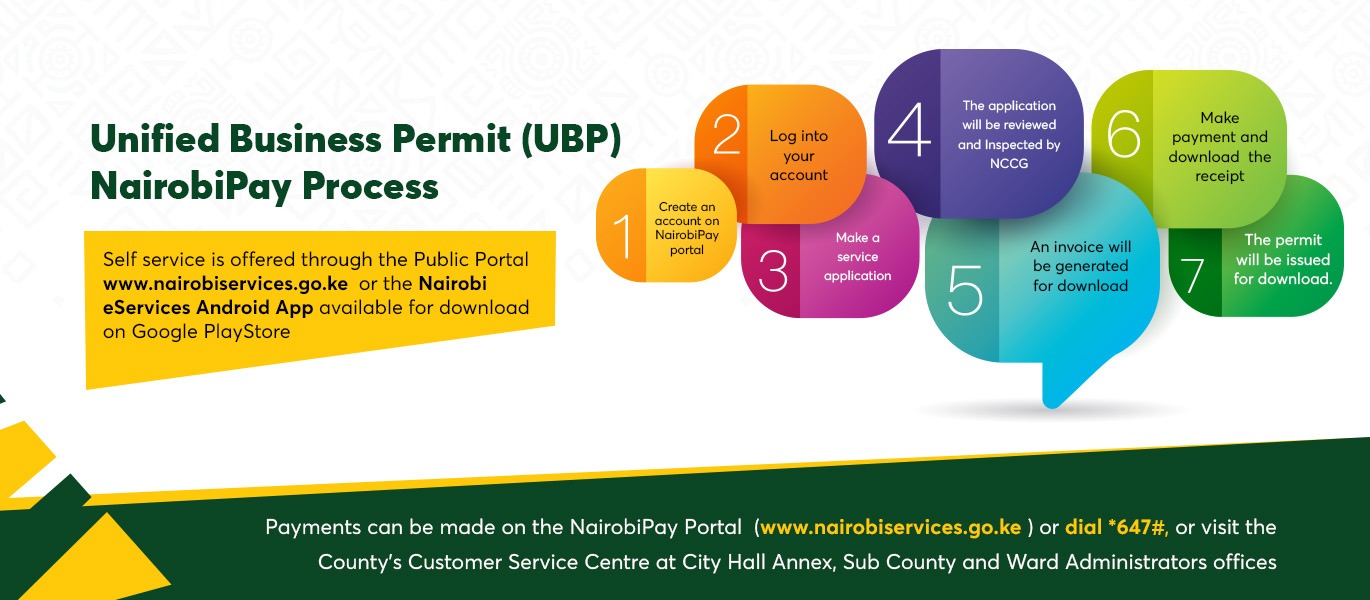 Unified Business Permit (UBP)
NairobiPay Process
Self service is offered through the Public Portal
www.nairobiservices.go.ke or the Nairobi
eServices Android App available for download
on Google PlayStore
1
Create an
account on
NairobiPay
portal
2
Log into
your
account
3
Make a
service
application
4
The application
will be reviewed
and Inspected by
NCCG
5
An invoice will
be generated
for download
6
Make
payment and
download the
receipt
7
The permit
will be issued
for download.
Payments can be made on the NairobiPay Portal (www.nairobiservices.go.ke ) or dial *647#, or visit the
County's Customer Service Centre at City Hall Annex, Sub County and Ward Administrators offices